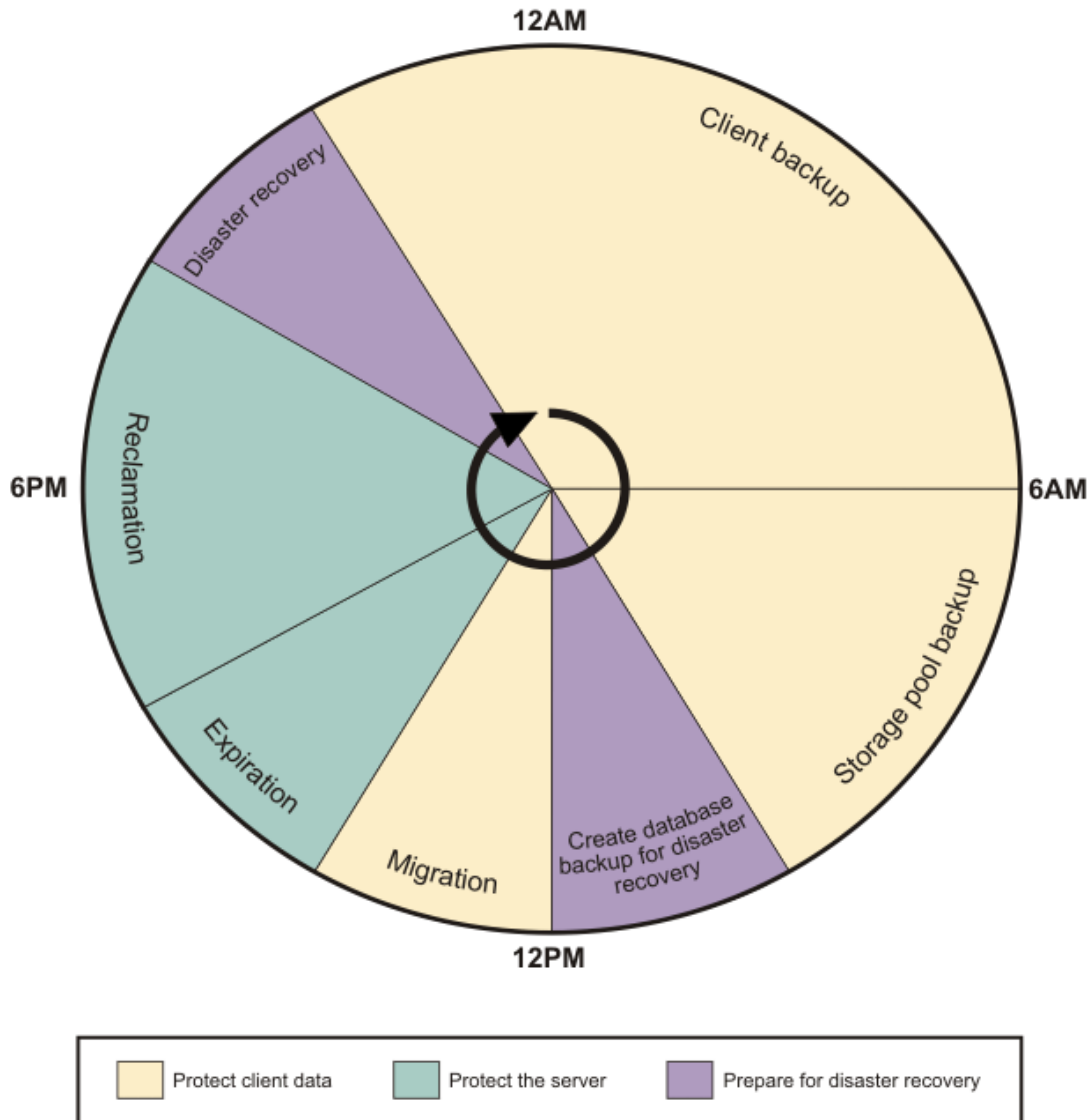 12AM
Client backup
Disaster recovery
Reclamation
6PM
6AM
Storage pool backup
Expiration
Create database
backup for disaster
recovery
Migration
12PM
Protect client data
Protect the server
Prepare for disaster recovery